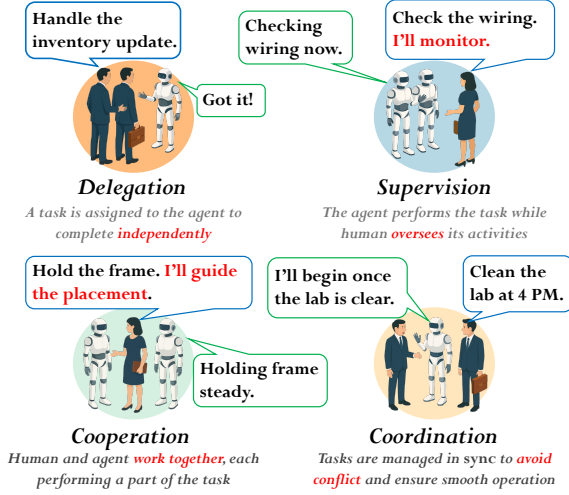 Handle the
inventory update.
Got it!
Delegation
A task is assigned to the agent to
complete independently
Checking
wiring now.
Check the wiring.
I'll monitor.
Supervision
The agent performs the task while
human oversees its activities
Hold the frame. I'll guide
the placement.
Holding frame
steady.
Cooperation
Human and agent work together, each
performing a part of the task
I'll begin once
the lab is clear.
Clean the
lab at 4 PM.
Coordination
Tasks are managed in sync to avoid
conflict and ensure smooth operation